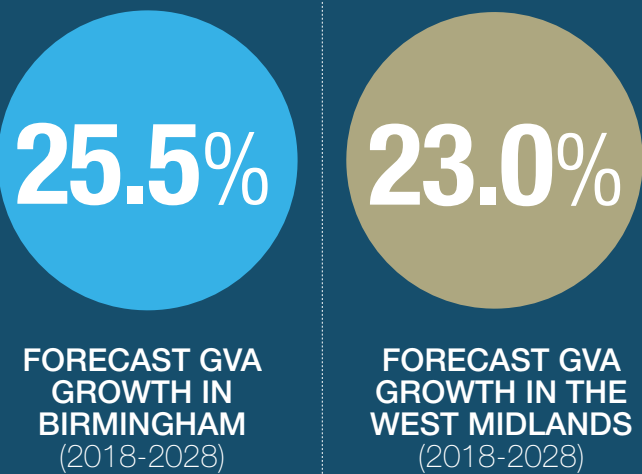 25.5%
FORECAST GVA
GROWTH IN
BIRMINGHAM
(2018-2028)
23.0%
FORECAST GVA
GROWTH IN THE
WEST MIDLANDS
(2018-2028)